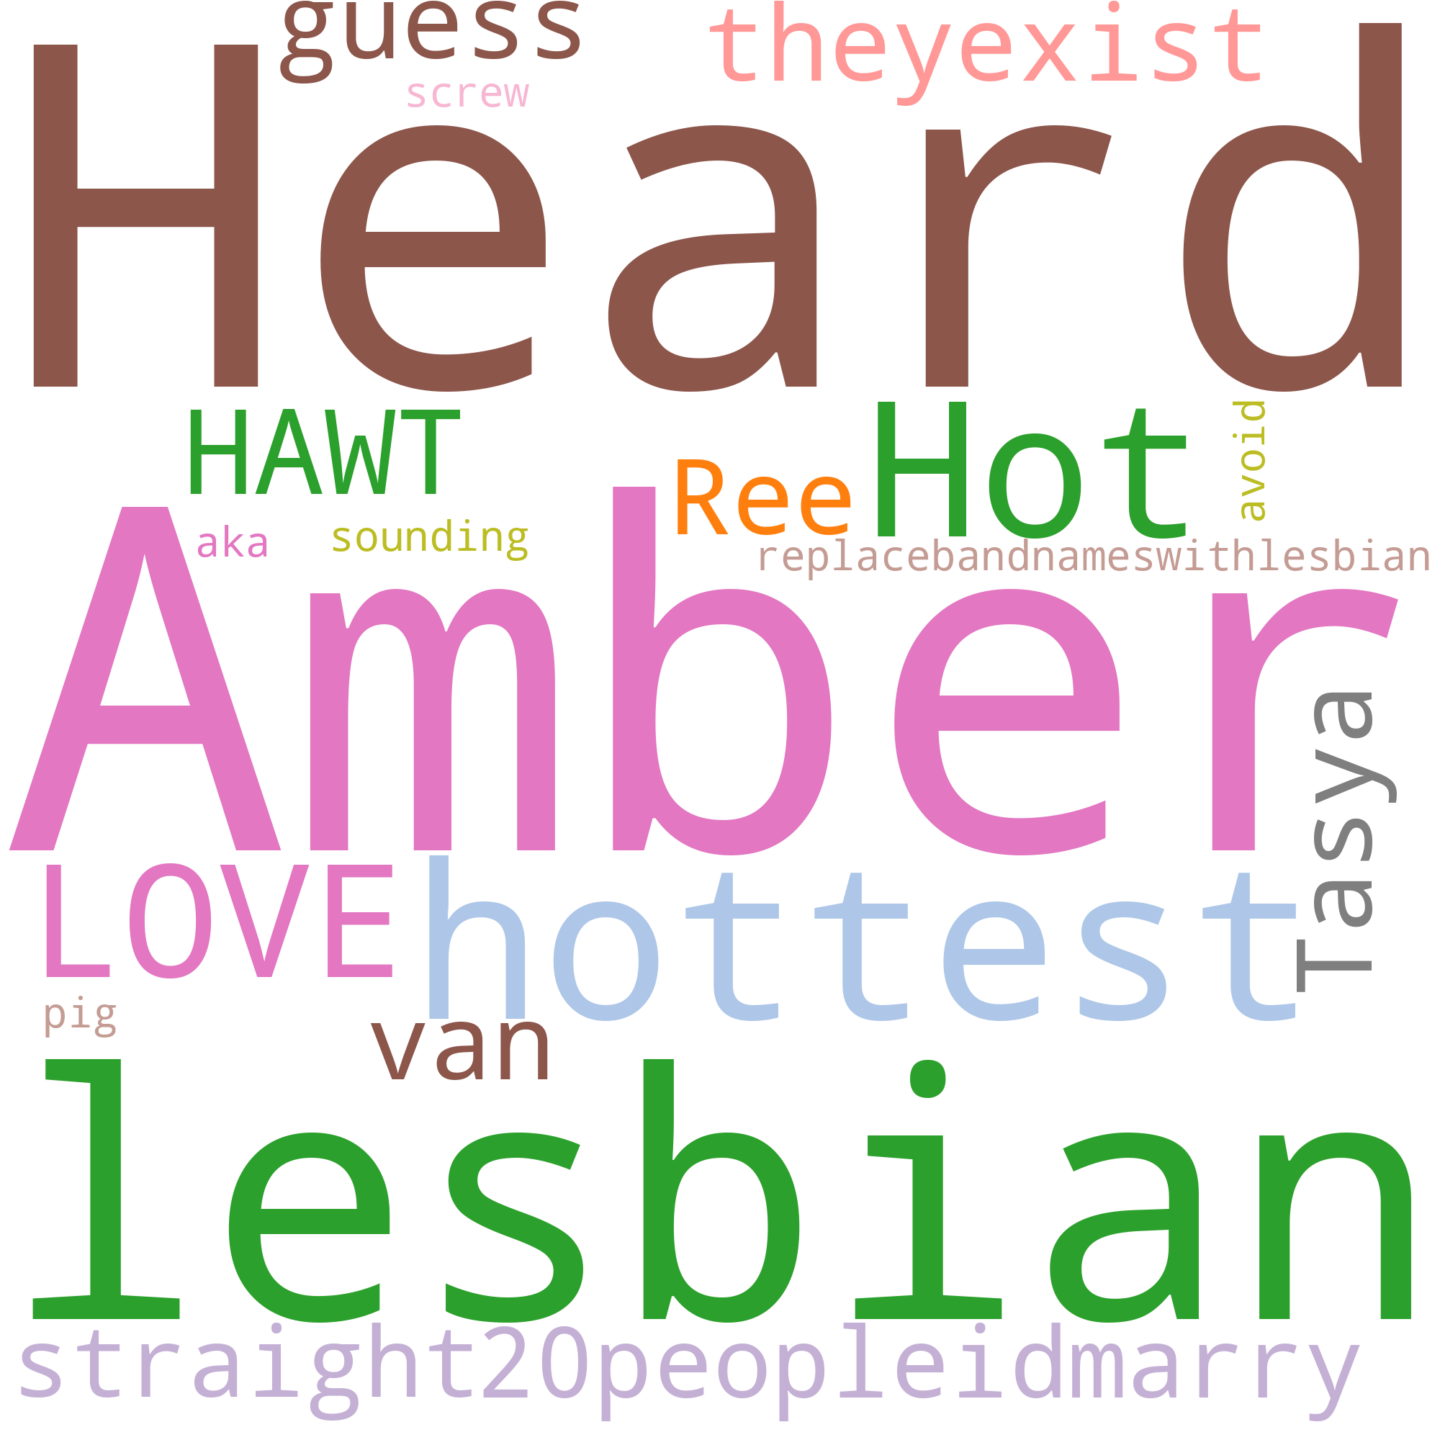 guess
theyexist
screw
Heard
HAWT
Hot
avoid
Ree
aka
sounding
replacebandnameswithlesbian
Amber
Tasya
LOVE
hottest
pig
van
lesbian
straight20peopleidmarry